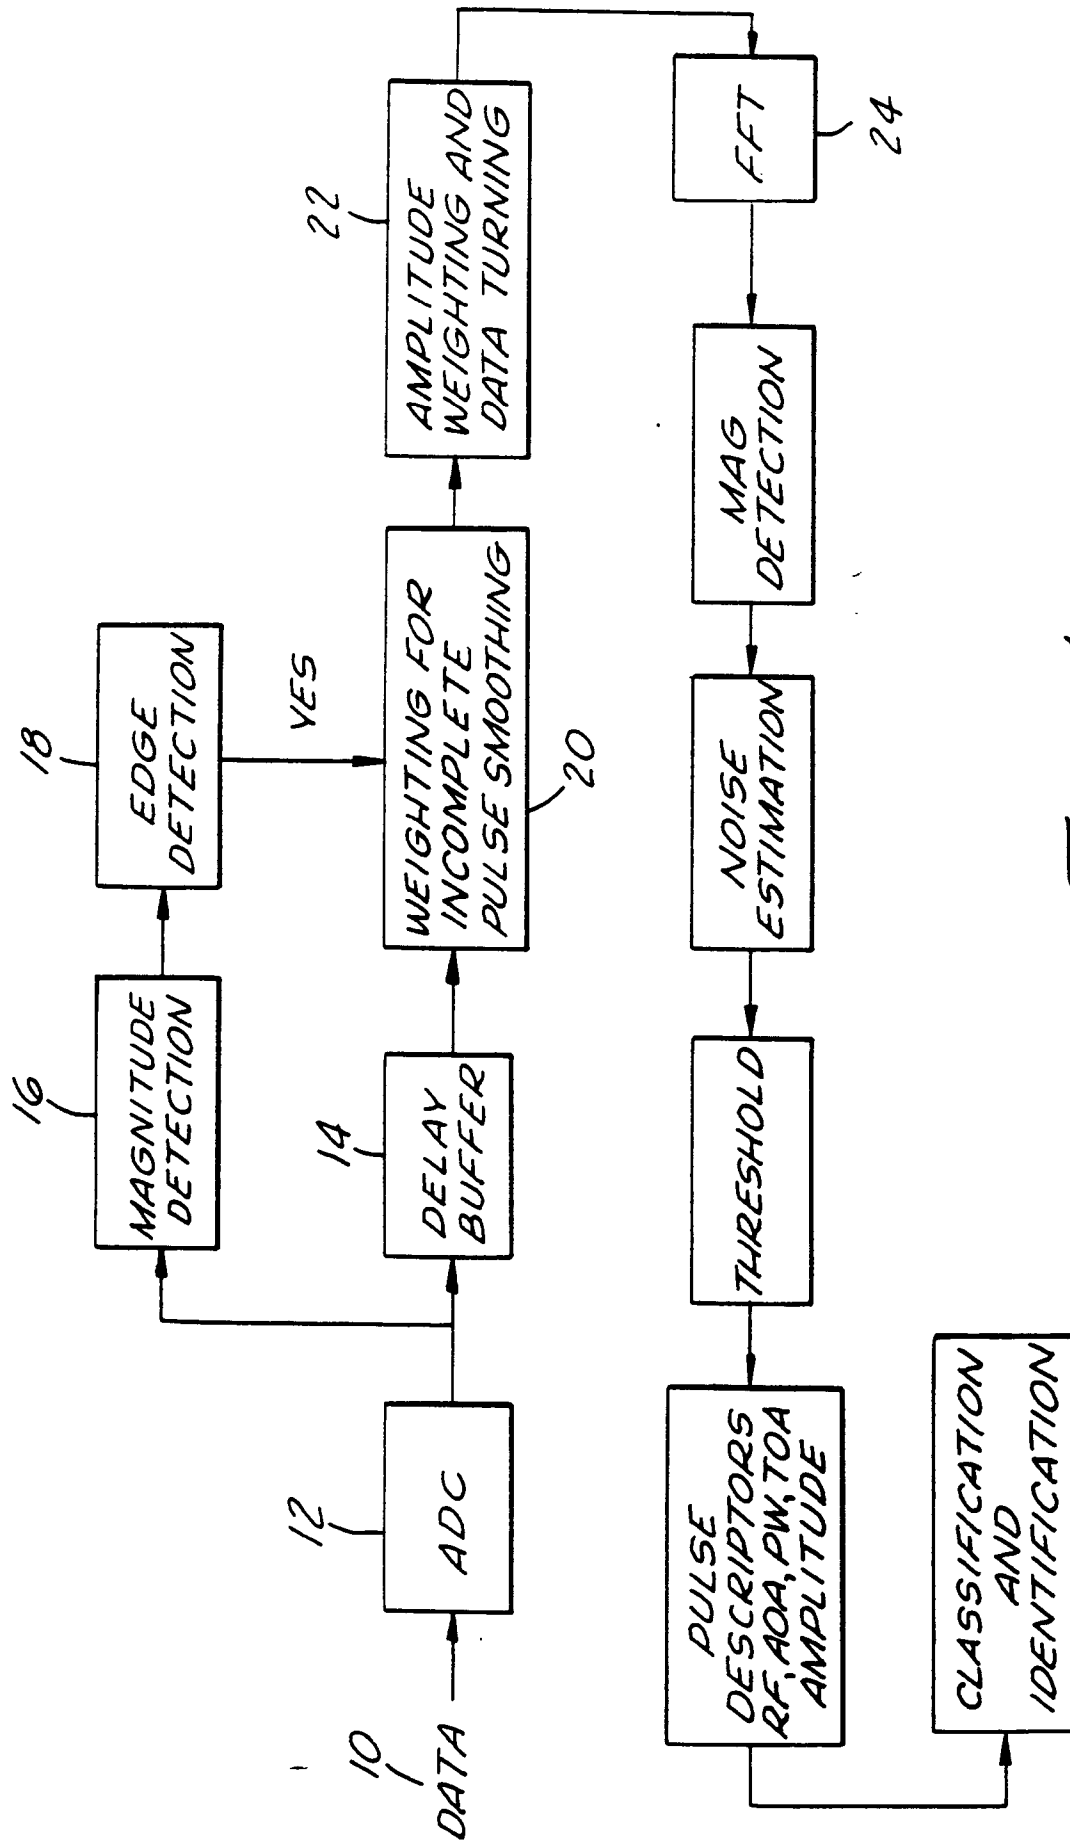 10
DATA
12
ADC
14
DELAY
BUFFER
16
MAGNITUDE
DETECTION
18
EDGE
DETECTION
YES
WEIGHTING FOR
INCOMPLETE
PULSE SMOOTHING
20
22
AMPLITUDE
WEIGHTING AND
DATA TURNING
FFT
24
MAG
DETECTION
NOISE
ESTIMATION
THRESHOLD
PULSE
DESCRIPTORS
RF, AOA, PW, TOA
AMPLITUDE
CLASSIFICATION
AND
IDENTIFICATION